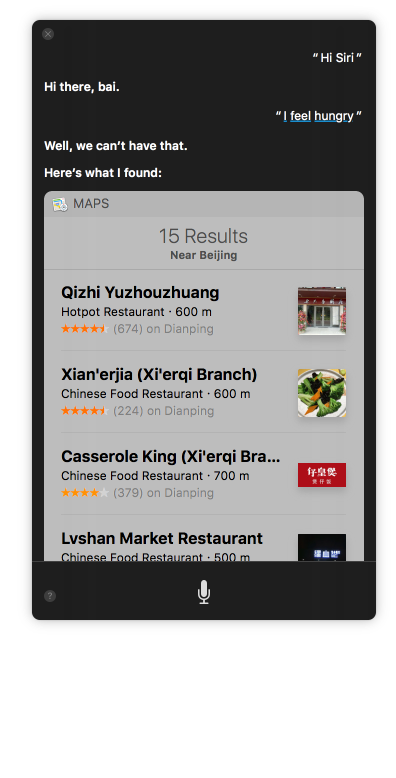 “Hi Siri”
Hi there, bai.
“I feel hungry”
Well, we can’t have that.
Here’s what I found:
MAPS
15 Results
Near Beijing
Qizhi Yuzhouzhuang
Hotpot Restaurant · 600 m
★★★★★ (674) on Dianping
Xian'erjia (Xi'erqi Branch)
Chinese Food Restaurant · 600 m
★★★★★ (224) on Dianping
Casserole King (Xi'erqi Bra...
Chinese Food Restaurant · 700 m
仔皇煲
★★★★★ (379) on Dianping
Lvshan Market Restaurant
Chinese Food Restaurant · 500 m
?